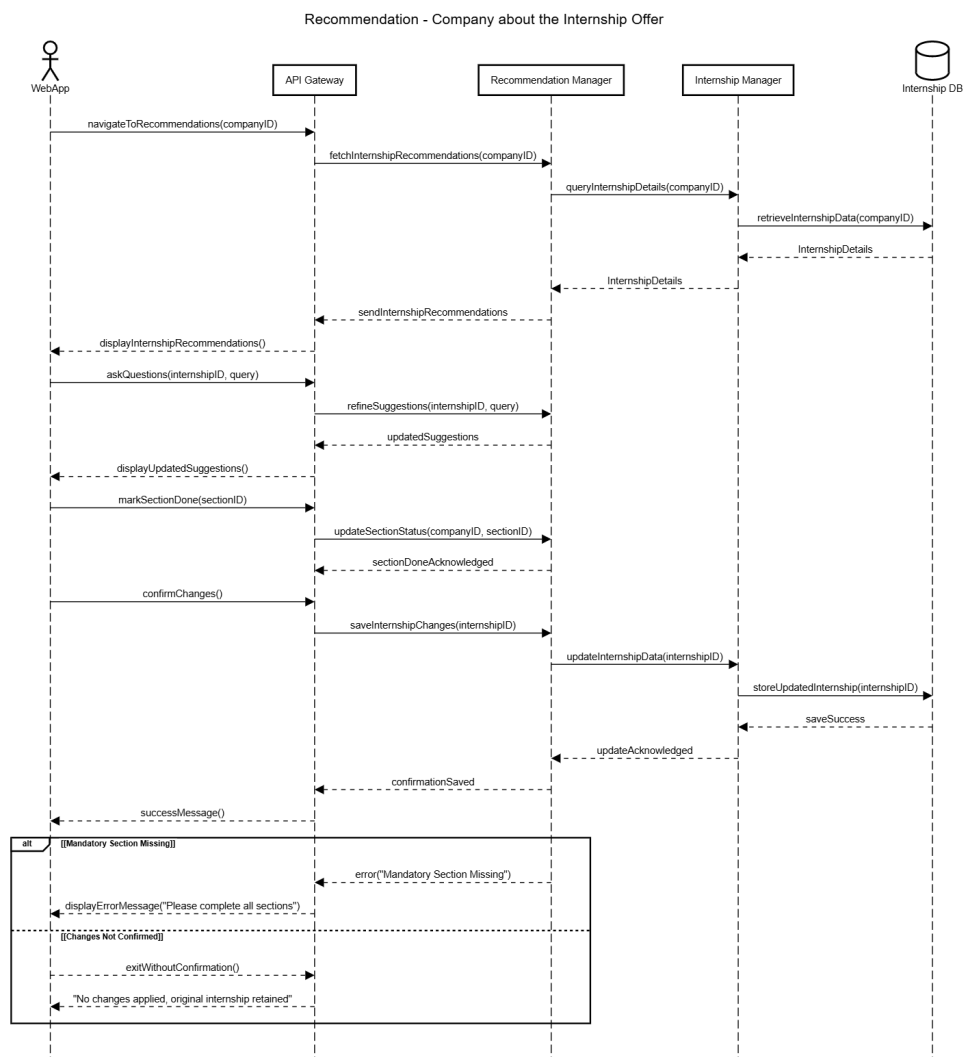 Recommendation - Company about the Internship Offer
WebApp
API Gateway
Recommendation Manager
Internship Manager
Internship DB
navigateToRecommendations(companyID)
fetchInternshipRecommendations(companyID)
queryInternshipDetails(companyID)
retrieveInternshipData(companyID)
InternshipDetails
InternshipDetails
sendInternshipRecommendations
displayInternshipRecommendations()
askQuestions(internshipID, query)
refineSuggestions(internshipID, query)
updatedSuggestions
displayUpdatedSuggestions()
markSectionDone(sectionID)
updateSectionStatus(companyID, sectionID)
sectionDoneAcknowledged
confirmChanges()
saveInternshipChanges(internshipID)
updateInternshipData(internshipID)
storeUpdatedInternship(internshipID)
saveSuccess
updateAcknowledged
confirmationSaved
successMessage()
alt [[Mandatory Section Missing]]
error("Mandatory Section Missing")
displayErrorMessage("Please complete all sections")
[[Changes Not Confirmed]]
exitWithoutConfirmation()
"No changes applied, original internship retained"